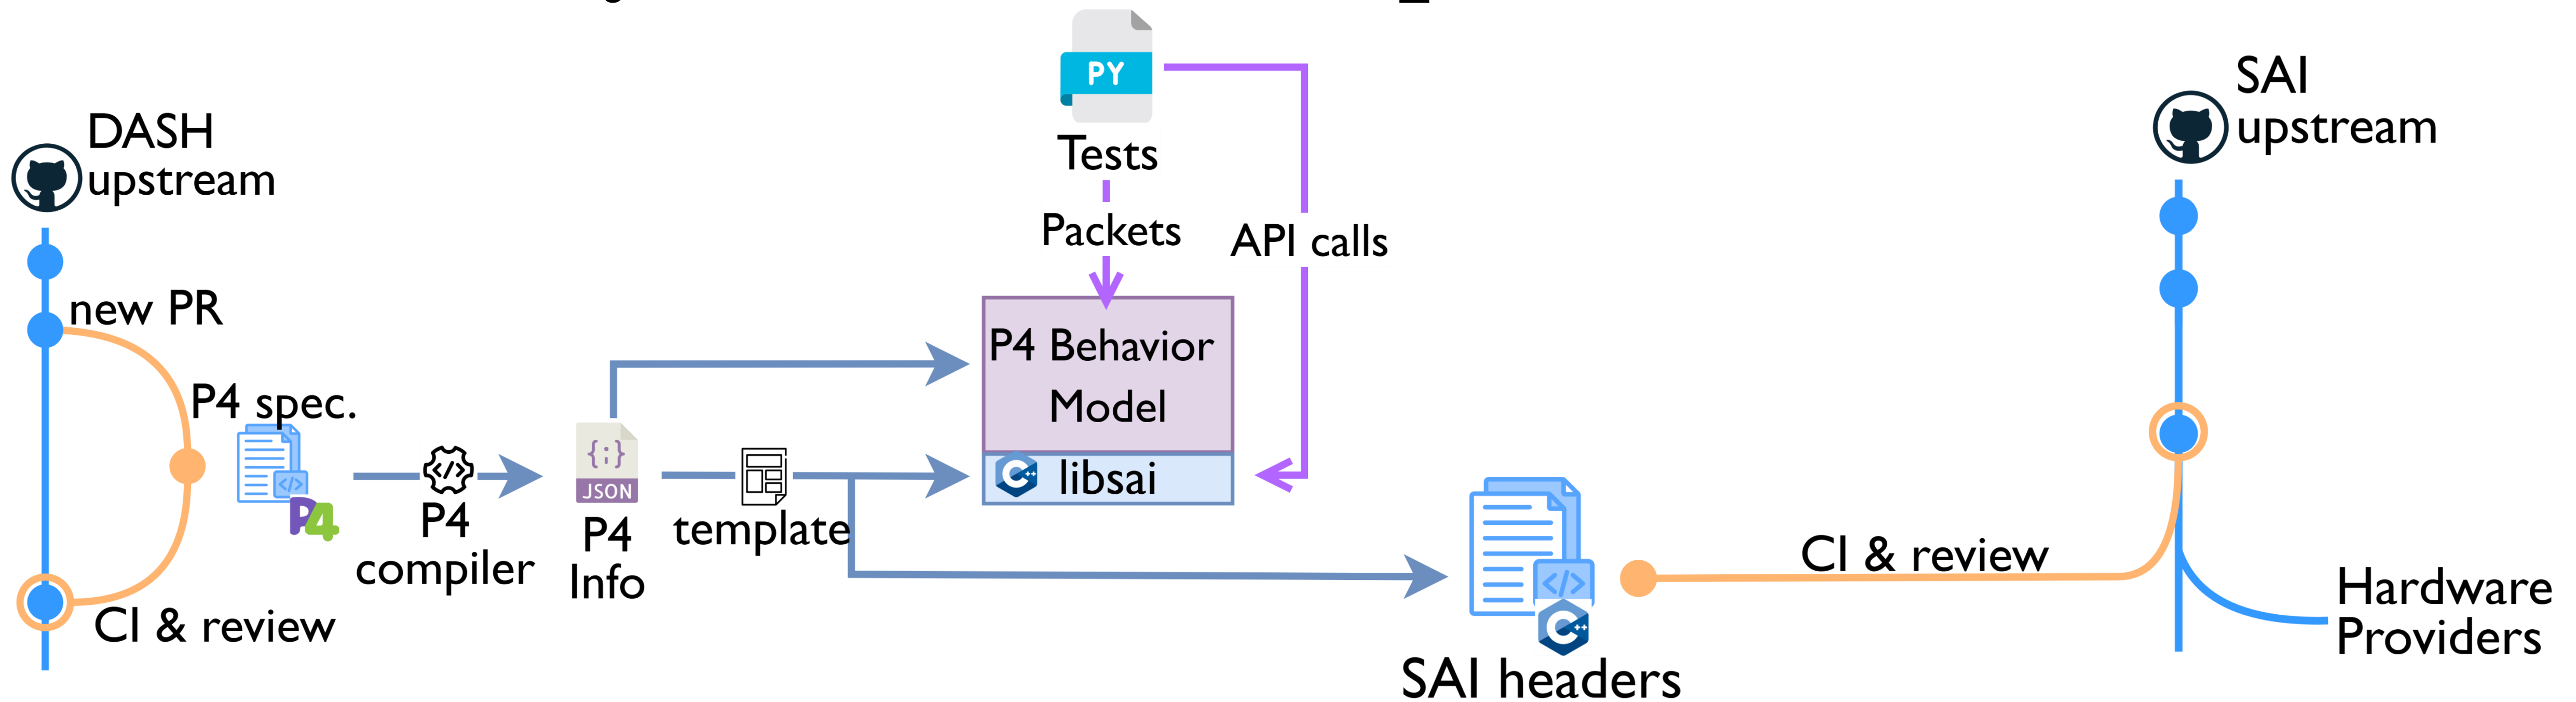 DASH
upstream
new PR
P4 spec.
P4
P4
compiler
CI & review
{;}
JSON
P4
Info
template
PY
Tests
Packets
API calls
P4 Behavior
Model
C++ libsai
</>
C++
SAI headers
CI & review
SAI
upstream
Hardware
Providers